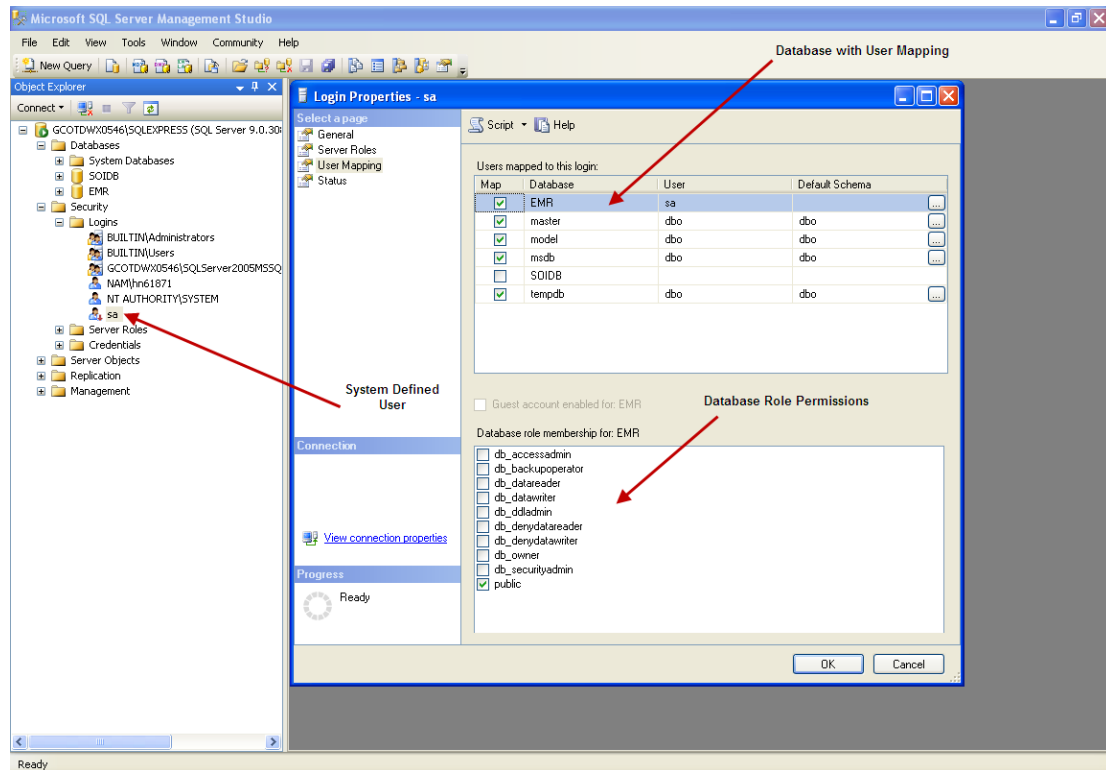 Microsoft SQL Server Management Studio
File Edit View Tools Window Community Help
New Query
Database with User Mapping
Object Explorer
Connect
GCOTDWX0546\SQLEXPRESS (SQL Server 9.0.30
Databases
System Databases
SOIDB
EMR
Security
Logins
BUILTIN\Administrators
BUILTIN\Users
GCOTDWX0546\SQLServer2005MSSQ
NAM\hn61871
NT AUTHORITY\SYSTEM
sa
Server Roles
Credentials
Server Objects
Replication
Management
System Defined
User
Login Properties - sa
Select a page
General
Server Roles
User Mapping
Status
Script Help
Users mapped to this login:
Map Database User Default Schema
EMR sa
master dbo dbo
model dbo dbo
msdb dbo dbo
SOIDB
tempdb dbo dbo
Guest account enabled for: EMR
Database Role Permissions
Database role membership for: EMR
db_accessadmin
db_backupoperator
db_datareader
db_datawriter
db_ddladmin
db_denydatareader
db_denydatawriter
db_owner
db_securityadmin
public
Connection
View connection properties
Progress
Ready
OK Cancel
Ready